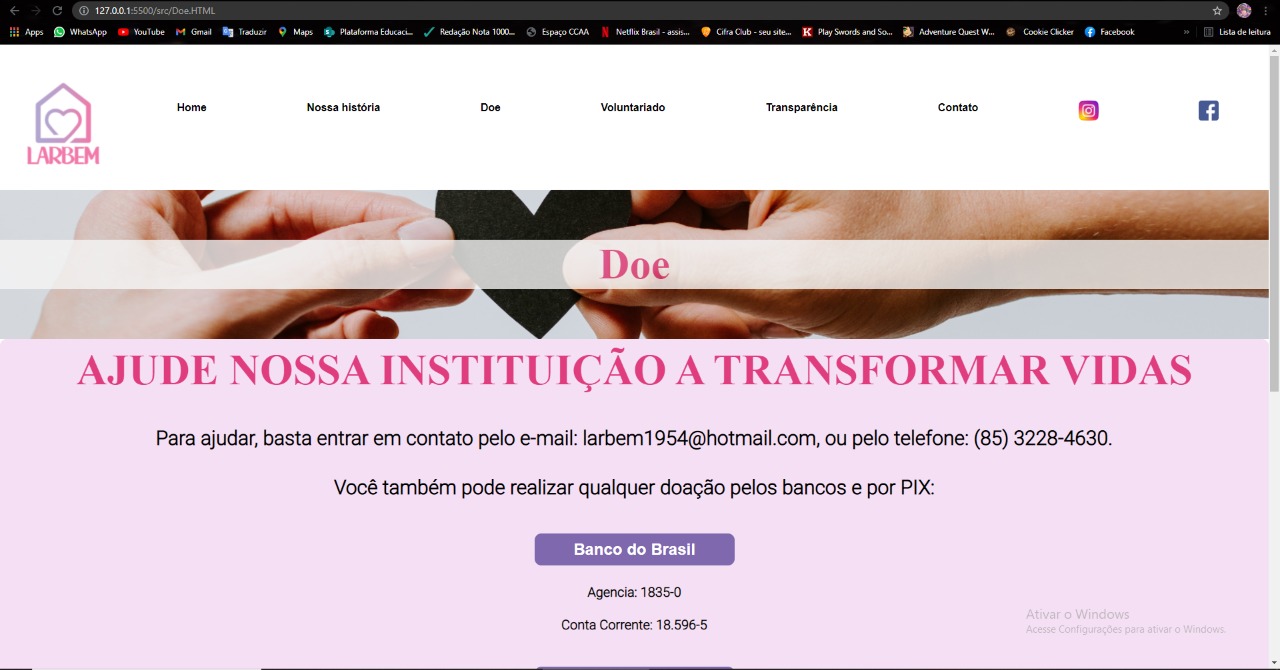 127.0.0.1:5500/src/Doe.HTML
Apps WhatsApp YouTube Gmail Traduzir Maps Plataforma Educaci... Redação Nota 1000... Espaço CCAA Netflix Brasil - assis... Cifra Club - seu site... Play Swords and So... Adventure Quest W... Cookie Clicker Facebook » Lista de leitura
Home Nossa história Doe Voluntariado Transparência Contato
LARBEM
Doe
AJUDE NOSSA INSTITUIÇÃO A TRANSFORMAR VIDAS
Para ajudar, basta entrar em contato pelo e-mail: larbem1954@hotmail.com, ou pelo telefone: (85) 3228-4630.
Você também pode realizar qualquer doação pelos bancos e por PIX:
Banco do Brasil
Agencia: 1835-0
Conta Corrente: 18.596-5
Ativar o Windows
Acesse Configurações para ativar o Windows.